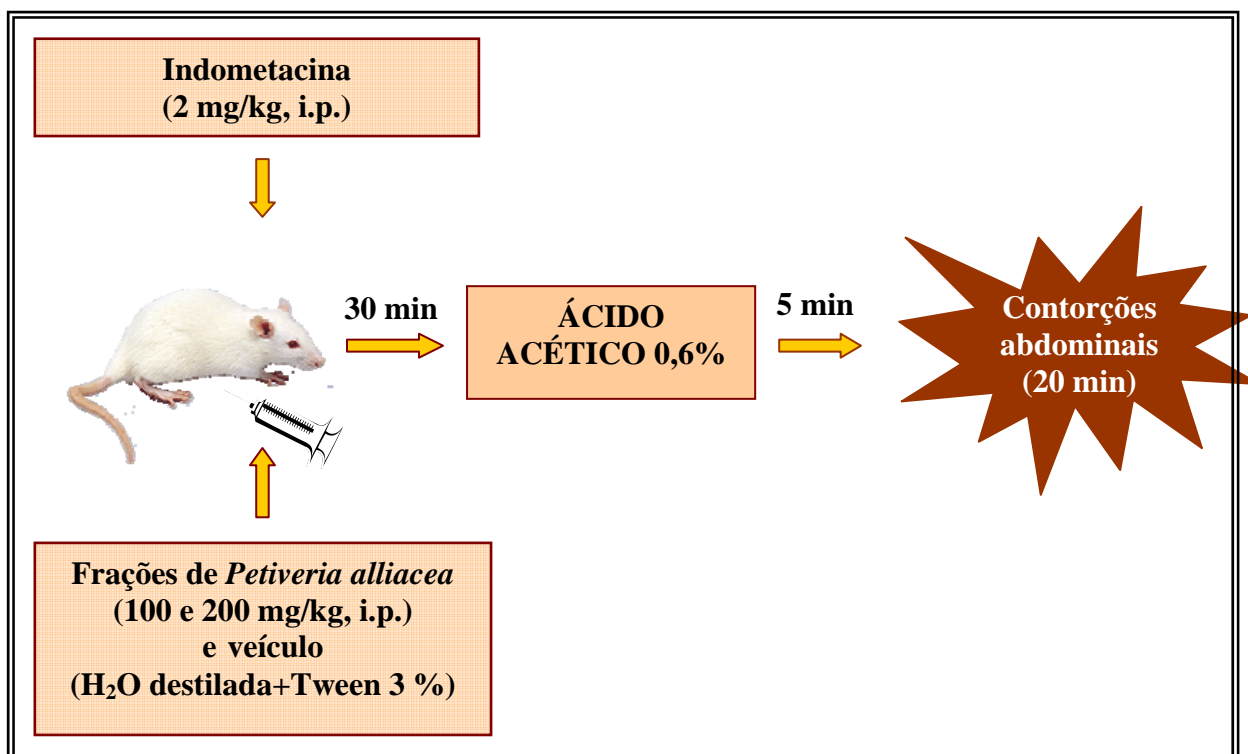 Indometacina
(2 mg/kg, i.p.)
30 min
ÁCIDO
ACÉTICO 0,6%
5 min
Contorções
abdominais
(20 min)
Frações de Petiveria alliacea
(100 e 200 mg/kg, i.p.)
e veículo
(H₂O destilada+Tween 3 %)